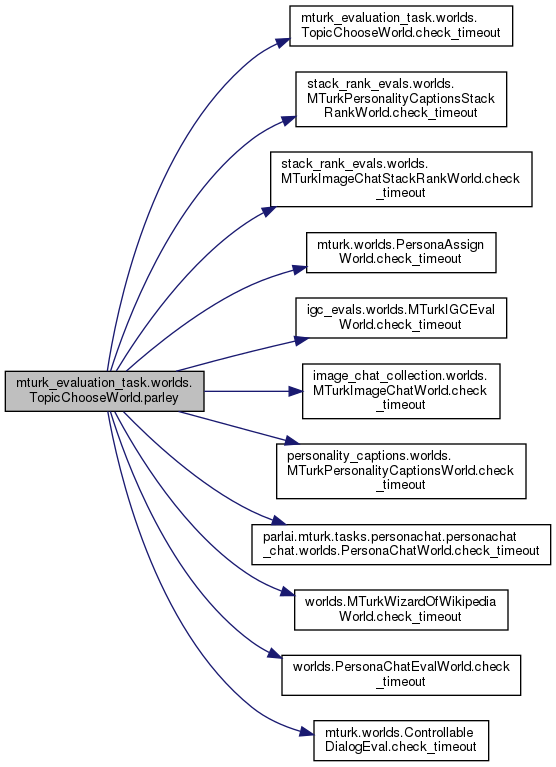 mturk_evaluation_task.worlds.
TopicChooseWorld.check_timeout
stack_rank_evals.worlds.
MTurkPersonalityCaptionsStack
RankWorld.check_timeout
stack_rank_evals.worlds.
MTurkImageChatStackRankWorld.check
_timeout
mturk.worlds.PersonaAssign
World.check_timeout
igc_evals.worlds.MTurkIGCEval
World.check_timeout
mturk_evaluation_task.worlds.
TopicChooseWorld.parley
image_chat_collection.worlds.
MTurkImageChatWorld.check
_timeout
personality_captions.worlds.
MTurkPersonalityCaptionsWorld.check
_timeout
parlai.mturk.tasks.personachat.personachat
_chat.worlds.PersonaChatWorld.check_timeout
worlds.MTurkWizardOfWikipedia
World.check_timeout
worlds.PersonaChatEvalWorld.check
_timeout
mturk.worlds.Controllable
DialogEval.check_timeout